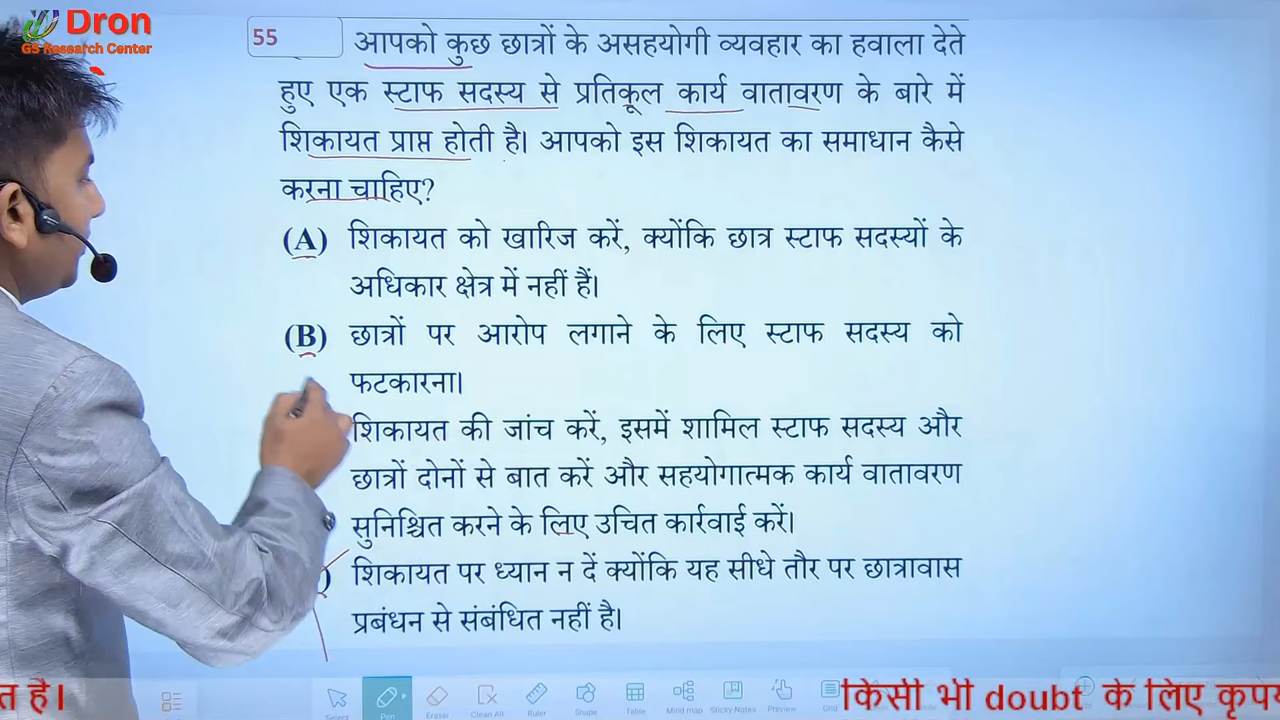 Dron
GS Research Center
55
आपको कुछ छात्रों के असहयोगी व्यवहार का हवाला देते
हुए एक स्टाफ सदस्य से प्रतिकूल कार्य वातावरण के बारे में
शिकायत प्राप्त होती है। आपको इस शिकायत का समाधान कैसे
करना चाहिए?
(A) शिकायत को खारिज करें, क्योंकि छात्र स्टाफ सदस्यों के
अधिकार क्षेत्र में नहीं हैं।
(B) छात्रों पर आरोप लगाने के लिए स्टाफ सदस्य को
फटकारना।
शिकायत की जांच करें, इसमें शामिल स्टाफ सदस्य और
छात्रों दोनों से बात करें और सहयोगात्मक कार्य वातावरण
सुनिश्चित करने के लिए उचित कार्रवाई करें।
) शिकायत पर ध्यान न दें क्योंकि यह सीधे तौर पर छात्रावास
प्रबंधन से संबंधित नहीं है।
Select Pen Eraser Clean All Ruler Shape Table Mind map Sticky Notes Preview Grid
त है। किसी भी doubt के लिए कृपय